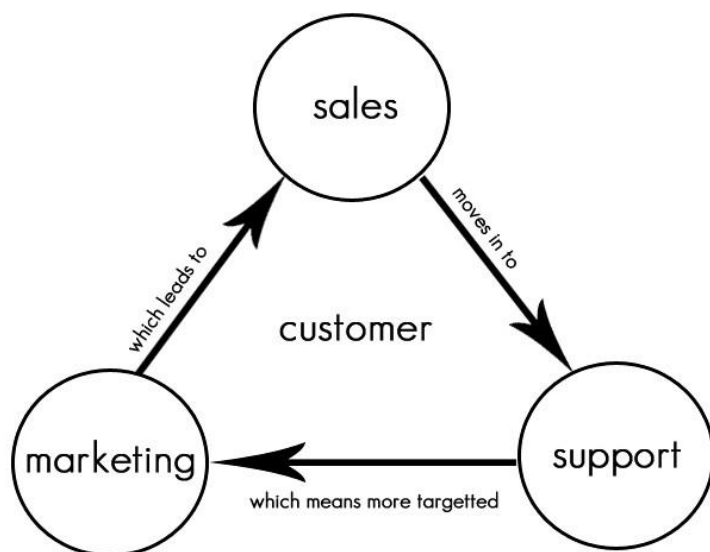 sales
moves in to
which leads to
customer
marketing
support
which means more targetted